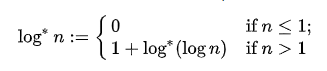 log* n := { 0 if n ≤ 1;
1 + log*(log n) if n > 1